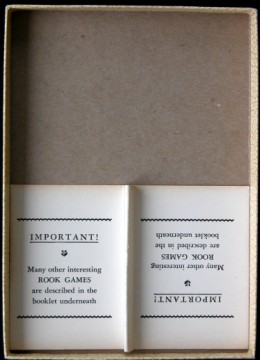 IMPORTANT!
Many other interesting
ROOK GAMES
are described in the
booklet underneath
IMPORTANT!
Many other interesting
ROOK GAMES
are described in the
booklet underneath